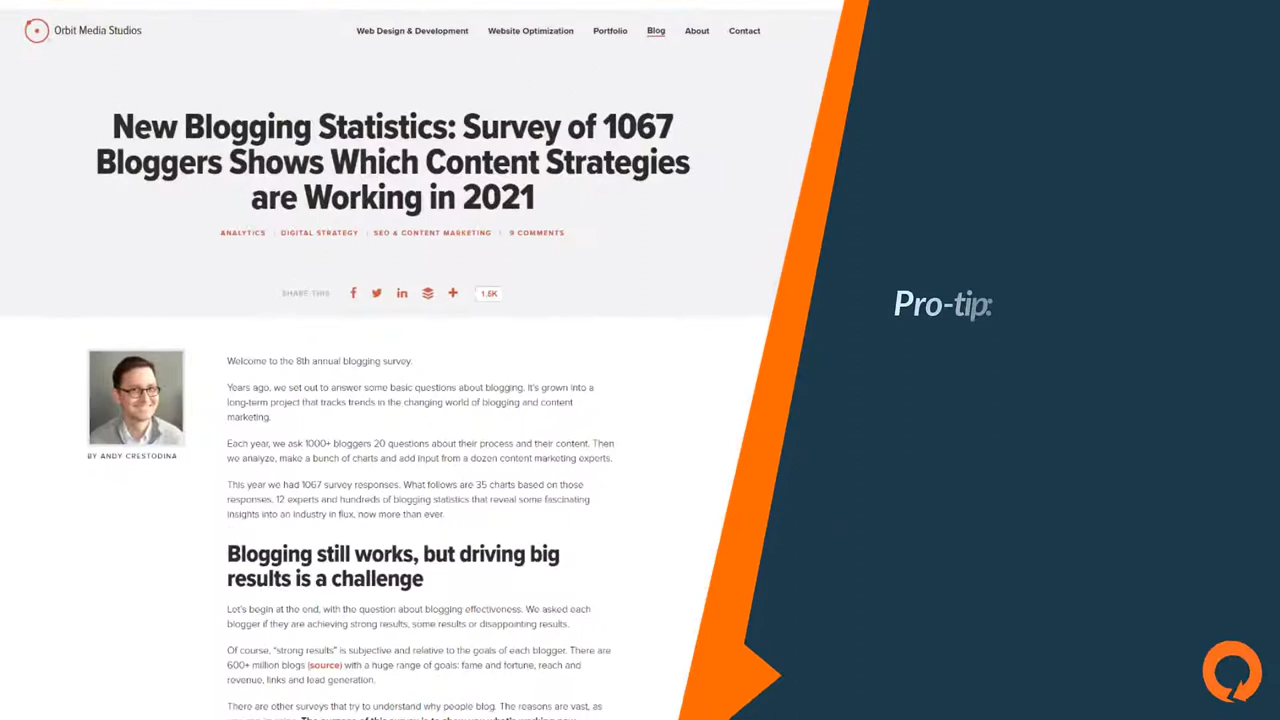 Orbit Media Studios
Web Design & Development Website Optimization Portfolio Blog About Contact
New Blogging Statistics: Survey of 1067
Bloggers Shows Which Content Strategies
are Working in 2021
ANALYTICS | DIGITAL STRATEGY | SEO & CONTENT MARKETING | 9 COMMENTS
SHARE THIS 1.5K
BY ANDY CRESTODINA
Welcome to the 8th annual blogging survey.
Years ago, we set out to answer some basic questions about blogging. It's grown into a
long-term project that tracks trends in the changing world of blogging and content
marketing.
Each year, we ask 1000+ bloggers 20 questions about their process and their content. Then
we analyze, make a bunch of charts and add input from a dozen content marketing experts.
This year we had 1067 survey responses. What follows are 35 charts based on those
responses, 12 experts and hundreds of blogging statistics that reveal some fascinating
insights into an industry in flux, now more than ever.
Blogging still works, but driving big
results is a challenge
Let's begin at the end, with the question about blogging effectiveness. We asked each
blogger if they are achieving strong results, some results or disappointing results.
Of course, "strong results" is subjective and relative to the goals of each blogger. There are
600+ million blogs (source) with a huge range of goals: fame and fortune, reach and
revenue, links and lead generation.
There are other surveys that try to understand why people blog. The reasons are vast, as
Pro-tip: